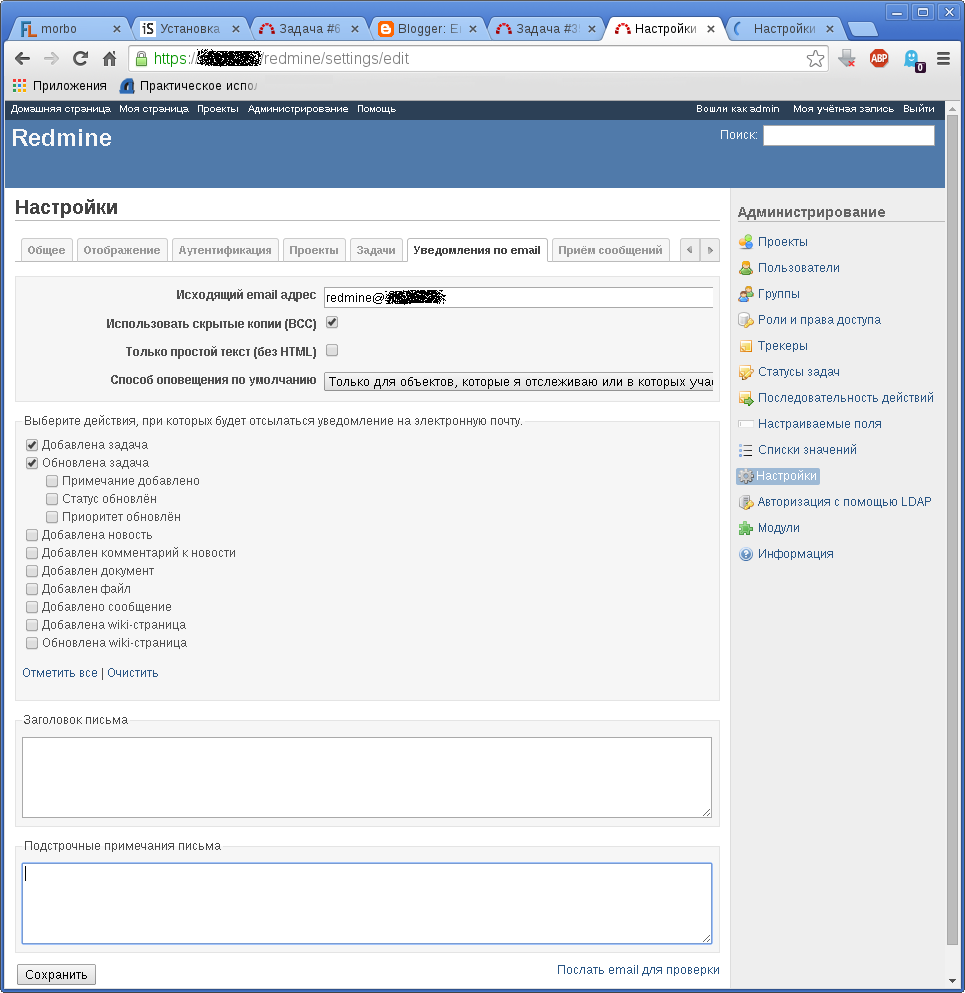 morbo
Установка
Задача #6
Blogger: E
Задача #3
Настройки
Настройки
https://
/redmine/settings/edit
ABP
0
Приложения
Практическое испо
Домашняя страница Моя страница Проекты Администрирование Помощь
Вошли как admin Моя учётная запись Выйти
Redmine
Поиск:
Настройки
Общее Отображение Аутентификация Проекты Задачи Уведомления по email Приём сообщений
Исходящий email адрес redmine@
Использовать скрытые копии (BCC)
Только простой текст (без HTML)
Способ оповещения по умолчанию Только для объектов, которые я отслеживаю или в которых учас
Выберите действия, при которых будет отсылаться уведомление на электронную почту.
Добавлена задача
Обновлена задача
Примечание добавлено
Статус обновлён
Приоритет обновлён
Добавлена новость
Добавлен комментарий к новости
Добавлен документ
Добавлен файл
Добавлено сообщение
Добавлена wiki-страница
Обновлена wiki-страница
Отметить все | Очистить
Заголовок письма
Подстрочные примечания письма
Сохранить
Послать email для проверки
Администрирование
Проекты
Пользователи
Группы
Роли и права доступа
Трекеры
Статусы задач
Последовательность действий
Настраиваемые поля
Списки значений
Настройки
Авторизация с помощью LDAP
Модули
Информация